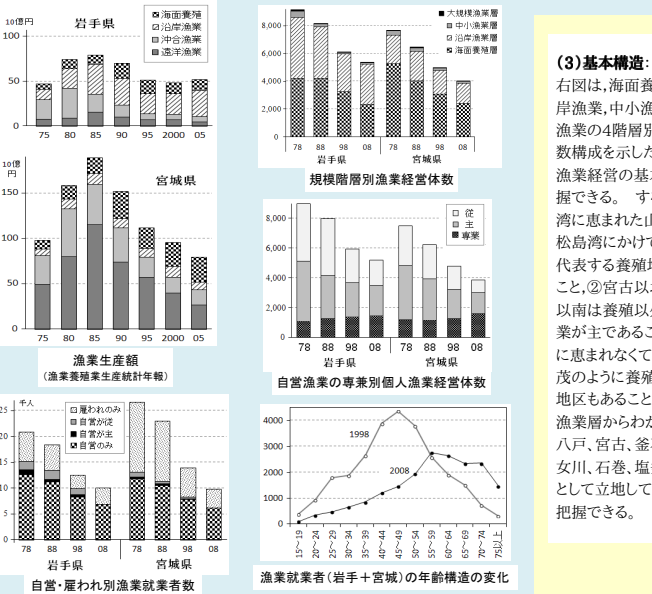 10億円
岩手県
海面養殖
沿岸漁業
沖合漁業
遠洋漁業
100
50
0
75 80 85 90 95 2000 05
10億
円
宮城県
150
100
50
0
75 80 85 90 95 2000 05
漁業生産額
(漁業養殖業生産統計年報)
千人
雇われのみ
自営が従
自営が主
自営のみ
25
20
15
10
5
0
78 88 98 08 78 88 98 08
岩手県 宮城県
自営・雇われ別漁業就業者数
大規模漁業層
中小漁業層
沿岸漁業層
海面養殖層
8,000
6,000
4,000
2,000
0
78 88 98 08 78 88 98 08
岩手県 宮城県
規模階層別漁業経営体数
従
主
専業
8,000
6,000
4,000
2,000
0
78 88 98 08 78 88 98 08
岩手県 宮城県
自営漁業の専兼別個人漁業経営体数
4000
3000
2000
1000
0
1998
2008
15～19 20～24 25～29 30～34 35～39 40～44 45～49 50～54 55～59 60～64 65～69 70～74 75以上
漁業就業者(岩手+宮城)の年齢構造の変化
(3)基本構造:
右図は,海面養
岸漁業,中小漁
漁業の4階層別
数構成を示した
漁業経営の基本
握できる。 す
湾に恵まれた山
松島湾にかけて
代表する養殖地
こと,②宮古以
以南は養殖以外
業が主であるこ
に恵まれなくて
茂のように養殖
地区もあること
漁業層からわか
八戸、宮古、釜
女川、石巻、塩
として立地して
把握できる。